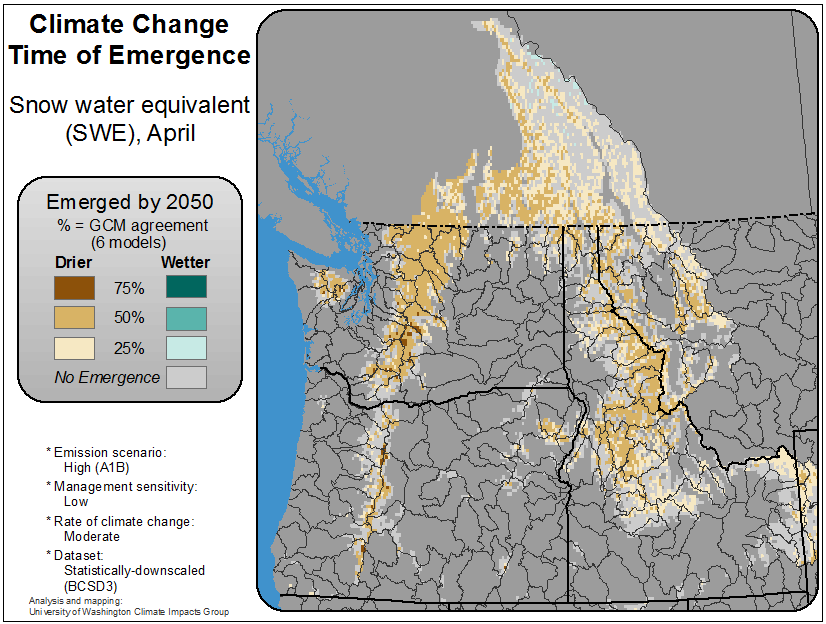 Climate Change
Time of Emergence
Snow water equivalent
(SWE), April
Emerged by 2050
% = GCM agreement
(6 models)
Drier Wetter
75%
50%
25%
No Emergence
* Emission scenario:
High (A1B)
* Management sensitivity:
Low
* Rate of climate change:
Moderate
* Dataset:
Statistically-downscaled
(BCSD3)
Analysis and mapping:
University of Washington Climate Impacts Group